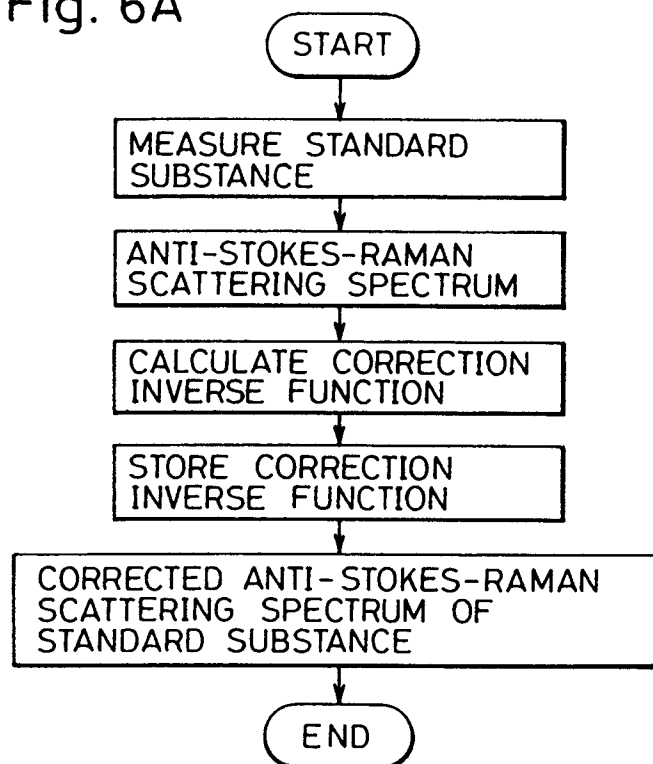 Fig. 6A
START
MEASURE STANDARD
SUBSTANCE
ANTI-STOKES-RAMAN
SCATTERING SPECTRUM
CALCULATE CORRECTION
INVERSE FUNCTION
STORE CORRECTION
INVERSE FUNCTION
CORRECTED ANTI-STOKES-RAMAN
SCATTERING SPECTRUM OF
STANDARD SUBSTANCE
END